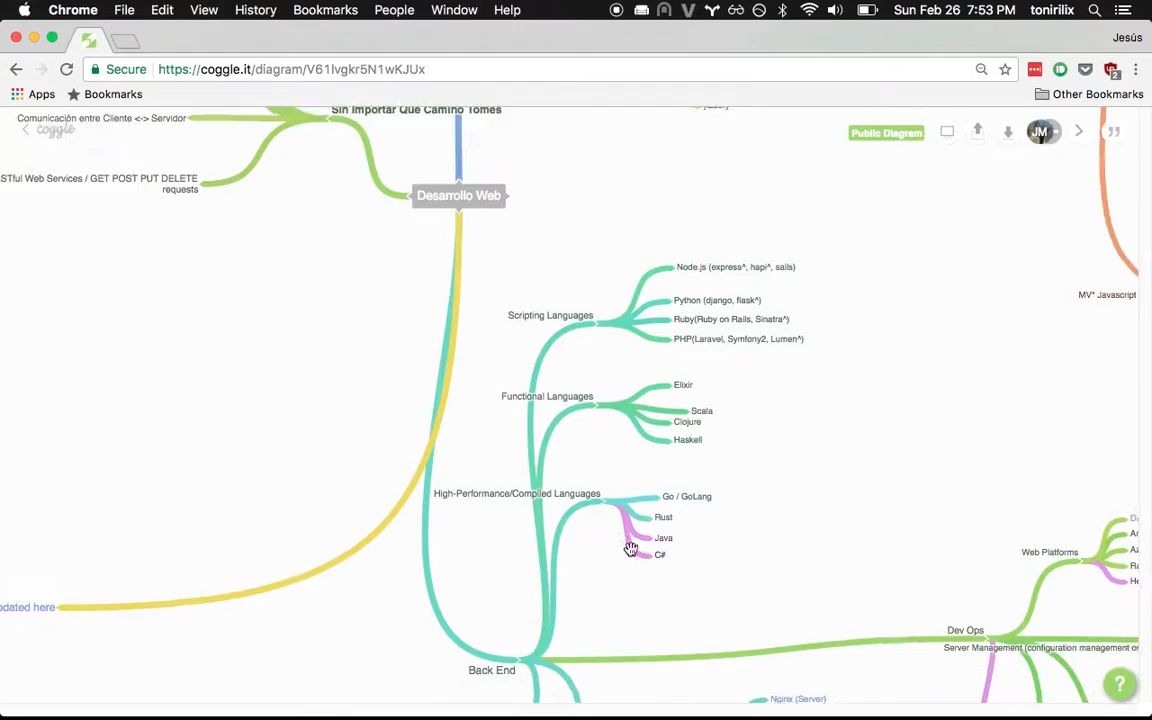 Chrome File Edit View History Bookmarks People Window Help Sun Feb 26 7:53 PM tonirilix
Jesús
Secure https://coggle.it/diagram/V61lvgkr5N1wKJUx
2
Apps Bookmarks Other Bookmarks
Sin Importar Que Camino Tomes
Comunicación entre Cliente <-> Servidor
coggle
Public Diagram
JM
STful Web Services / GET POST PUT DELETE
requests
Desarrollo Web
Node.js (express^, hapi^, sails)
MV* Javascript
Python (django, flask^)
Scripting Languages
Ruby(Ruby on Rails, Sinatra^)
PHP(Laravel, Symfony2, Lumen^)
Elixir
Functional Languages
Scala
Clojure
Haskell
High-Performance/Compiled Languages
Go / GoLang
Rust
Java
C#
Web Platforms
pdated here
Dev Ops
Server Management (configuration management or
Back End
Nginx (Server)
?